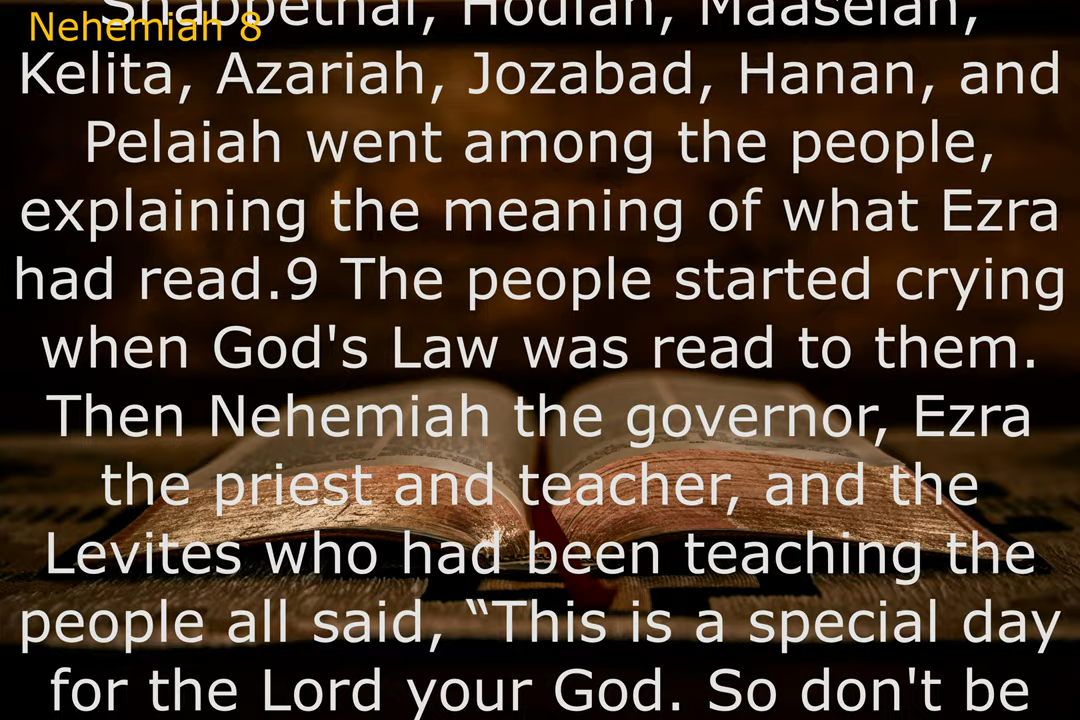 Nehemiah 8
Shabbethai, Hodiah, Maaseiah,
Kelita, Azariah, Jozabad, Hanan, and
Pelaiah went among the people,
explaining the meaning of what Ezra
had read.9 The people started crying
when God's Law was read to them.
Then Nehemiah the governor, Ezra
the priest and teacher, and the
Levites who had been teaching the
people all said, “This is a special day
for the Lord your God. So don't be